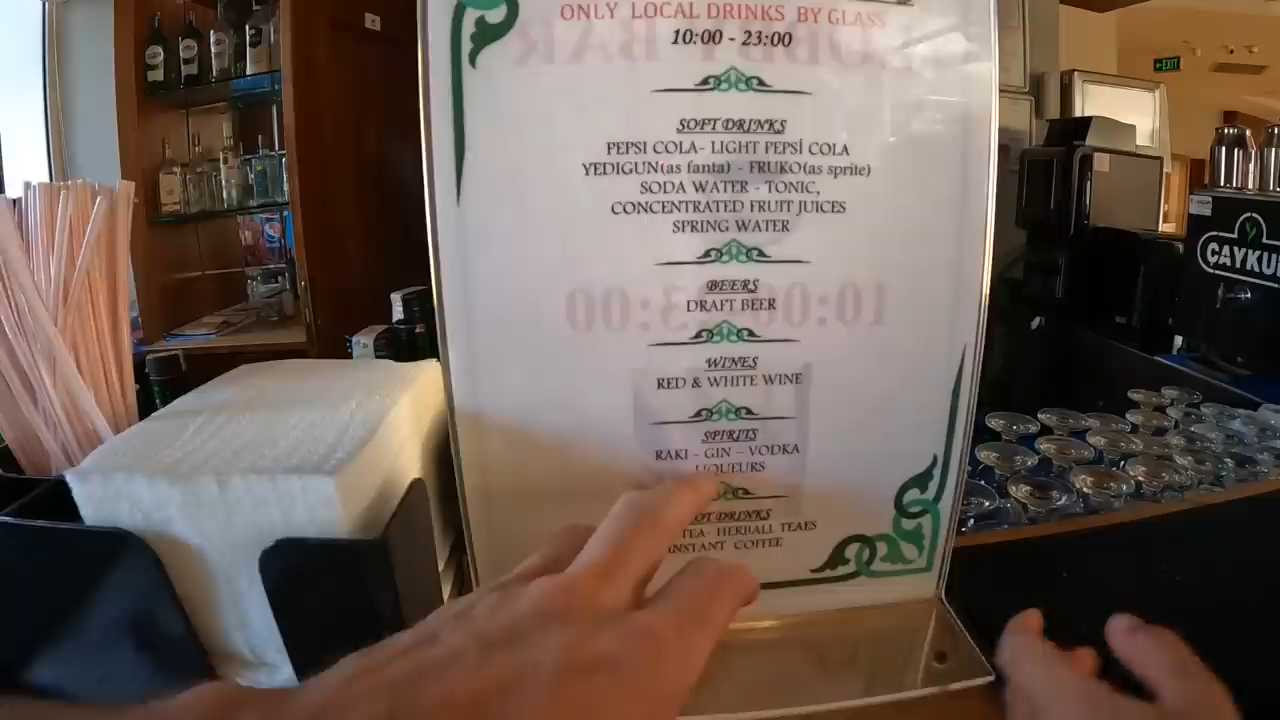 ONLY LOCAL DRINKS BY GLASS
10:00 - 23:00
SOFT DRINKS
PEPSI COLA- LIGHT PEPSİ COLA
YEDIGUN(as fanta) - FRUKO(as sprite)
SODA WATER - TONIC,
CONCENTRATED FRUIT JUICES
SPRING WATER
BEERS
DRAFT BEER
WINES
RED & WHITE WINE
SPIRITS
RAKI - GIN – VODKA
LIQUEURS
DRINKS
TEA- HERBALL TEAES
INSTANT COFFEE
EXIT
ÇAYKU